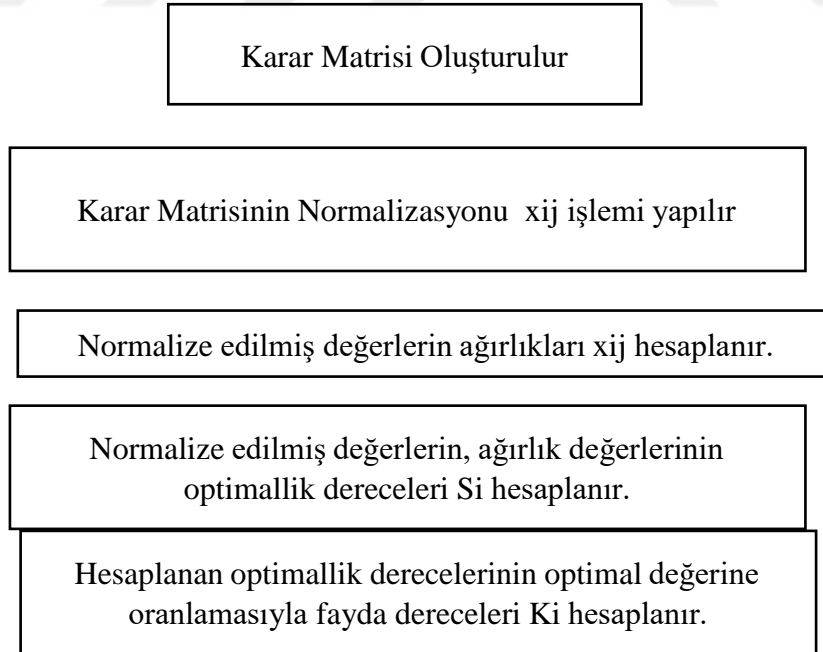 Karar Matrisi Oluşturulur
Karar Matrisinin Normalizasyonu xij işlemi yapılır
Normalize edilmiş değerlerin ağırlıkları xij hesaplanır.
Normalize edilmiş değerlerin, ağırlık değerlerinin
optimallik dereceleri Si hesaplanır.
Hesaplanan optimallik derecelerinin optimal değerine
oranlamasıyla fayda dereceleri Ki hesaplanır.